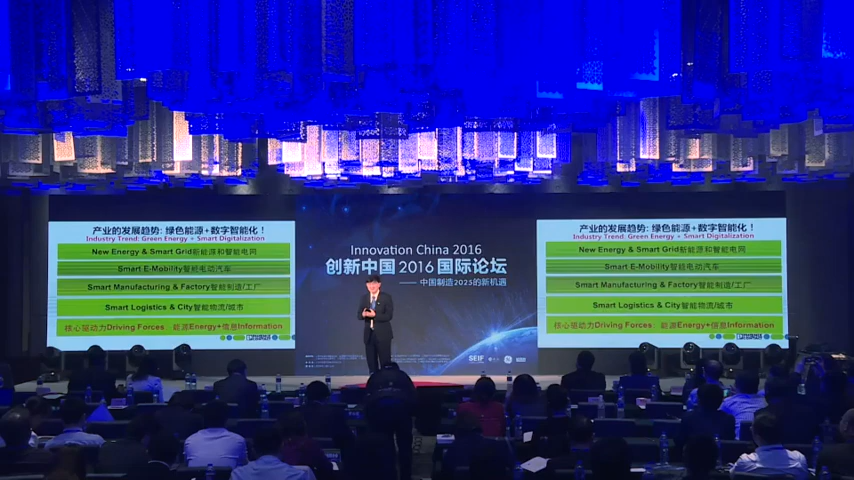 产业的发展趋势: 绿色能源+数字智能化！
Industry Trend: Green Energy + Smart Digitalization
New Energy & Smart Grid新能源和智能电网
Smart E-Mobility智能电动汽车
Smart Manufacturing & Factory智能制造/工厂
Smart Logistics & City智能物流/城市
核心驱动力Driving Forces: 能源Energy+信息Information
Innovation China 2016
创新中国 2016 国际论坛
—— 中国制造2025的新机遇
SEIF
产业的发展趋势: 绿色能源+数字智能化！
Industry Trend: Green Energy + Smart Digitalization
New Energy & Smart Grid新能源和智能电网
Smart E-Mobility智能电动汽车
Smart Manufacturing & Factory智能制造/工厂
Smart Logistics & City智能物流/城市
核心驱动力Driving Forces: 能源Energy+信息Information